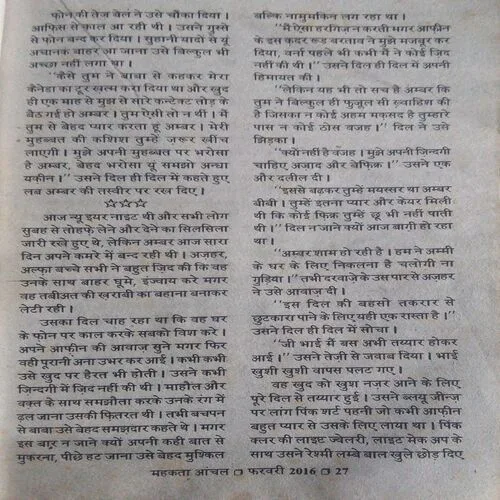 फोन की तेज बेल ने उसे चौंका दिया।
आफिस से काल आ रही थी। उसने गुस्से
से फोन बन्द कर दिया। सुहानी यादों से यूं
अचानक बाहर आ जाना उसे बिल्कुल भी
अच्छा नहीं लगा था।
"कैसे तुम ने बाबा से कहकर मेरा
कैनेडा का टूर खत्म करा दिया था और खुद
ही एक माह से मुझ से सारे कन्टेक्ट तोड़ के
बैठ गई हो अम्बर। तुम ऐसी तो न थीं। मैं
तुम से बेहद प्यार करता हूं अम्बर। मेरी
मुहब्बत की कशिश तुम्हें जरूर खींच
लाएगी। मुझे अपनी मुहब्बत पर भरोसा
है अम्बर, बेहद भरोसा यूं समझो अन्धा
यकीन।" उसने दिल ही दिल में कहते हुए
लब अम्बर की तस्वीर पर रख दिए।
☆☆☆
आज न्यू इयर नाइट थी और सभी लोग
सुबह से तोहफे लेने और देने का सिलसिला
जारी रखे हुए थे, लेकिन अम्बर आज सारा
दिन अपने कमरे में बन्द रही थी। अजहर,
अल्फा बच्चे सभी ने बहुत जिद की कि वह
उनके साथ बाहर घूमे, इंज्वाय करे मगर
वह तबीअत की खराबी का बहाना बनाकर
लेटी रही।
उसका दिल चाह रहा था कि वह घर
के फोन पर काल करके सबको विश करे।
अपने आफीन की आवाज सुने मगर फिर
वही पुरानी अना उभर कर आई। कभी कभी
उसे खुद पर हैरत भी होती। उसने कभी
जिन्दगी में जिद नहीं की थी। माहौल और
वक्त के साथ समझौता करके उनके रंग में
ढल जाना उसकी फितरत थी। तभी बचपन
से बाबा उसे बेहद समझदार कहते थे। मगर
इस बार न जाने क्यों अपनी कही बात से
मुकरना, पीछे हट जाना उसे बेहद मुश्किल
बल्कि नामुमकिन लग रहा था।
"मैं ऐसा हरगिज न करती मगर आफीन
के इस कदर रूड बरताव ने मुझे मजबूर कर
दिया, वर्ना पहले भी कभी मैं ने कोई जिद
नहीं की थी।" उसने दिल ही दिल में अपनी
हिमायत की।
"लेकिन यह भी तो सच है अम्बर कि
तुम ने बिल्कुल ही फुजूल सी ख्वाहिश की
है जिसका न कोई अहम मकसद है तुम्हारे
पास न कोई ठोस वजह।" दिल ने उसे
झिड़का।
"क्यों नहीं है वजह। मुझे अपनी जिन्दगी
चाहिए अजाद और बेफिक्र।" उसने एक
और दलील दी।
"इससे बढ़कर तुम्हें मयस्सर था अम्बर
बीबी। तुम्हें इतना प्यार और केयर मिली
थी कि कोई फिक्र तुम्हें छू भी नहीं पाती
थी।" दिल न जाने क्यों आज बागी हो रहा
था।
"अम्बर शाम हो रही है। हम ने अम्मी
के घर के लिए निकलना है चलोगी ना
गुड़िया।" तभी दरवाजे के उस पार से अजहर
ने उसे आवाज दी।
"इस दिल की बहसो तकरार से
छुटकारा पाने के लिए यही एक रास्ता है।"
उसने दिल ही दिल में सोचा।
"जी भाई मैं बस अभी तय्यार होकर
आई।" उसने तेजी से जवाब दिया। भाई
खुशी खुशी वापस पलट गए।
वह खुद को खुश नजर आने के लिए
पूरे दिल से तय्यार हुई। उसने ब्ल्यू जीन्ज
पर लांग पिंक शर्ट पहनी जो कभी आफीन
बहुत प्यार से उसके लिए लाया था। पिंक
क्लर की लाइट ज्वेलरी, लाइट मेक अप के
साथ उसने रेश्मी लम्बे बाल खुले छोड़ दिए
महकता आंचल □ फरवरी 2016 □ 27